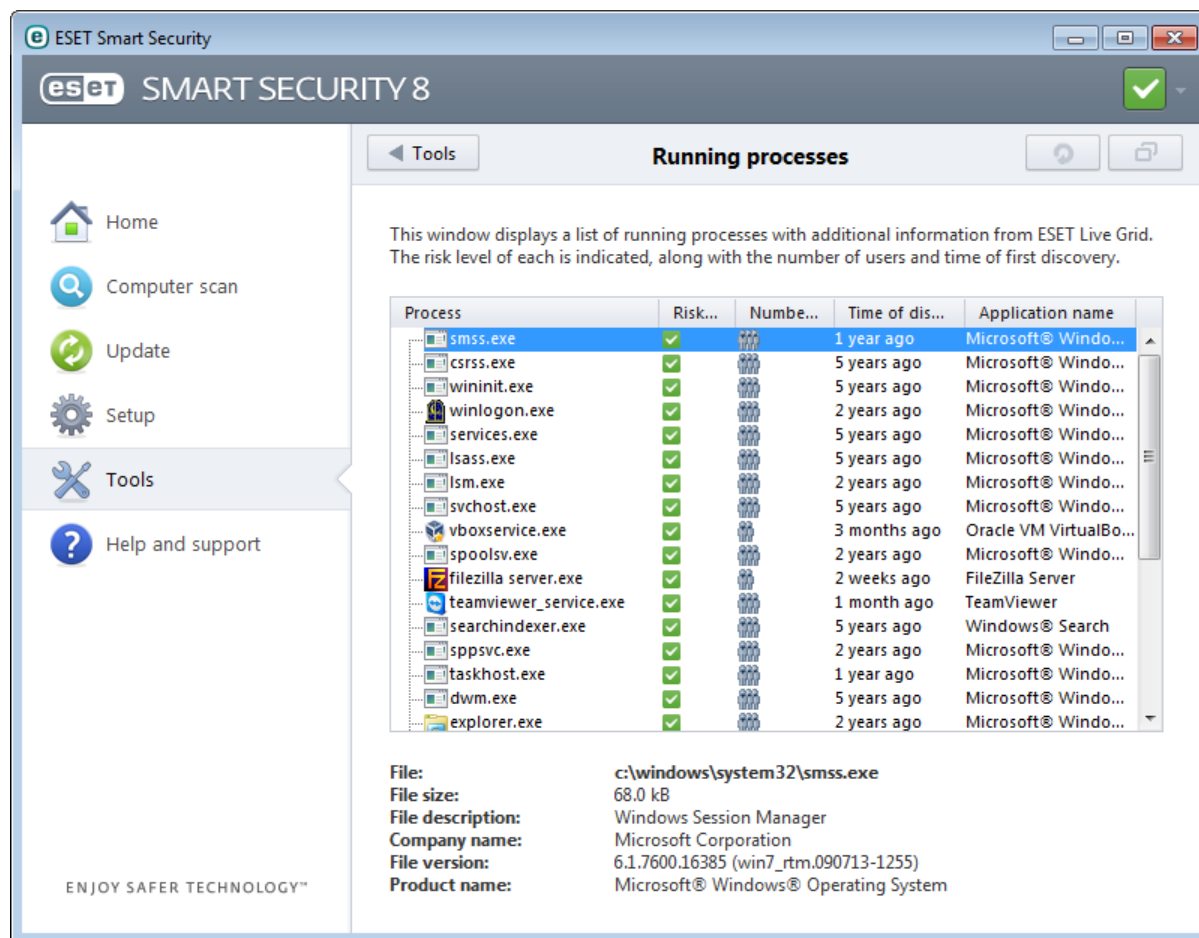 ESET Smart Security
eset SMART SECURITY 8
Tools
Running processes
Home
Computer scan
Update
Setup
Tools
Help and support
This window displays a list of running processes with additional information from ESET Live Grid.
The risk level of each is indicated, along with the number of users and time of first discovery.
Process Risk... Numbe... Time of dis... Application name
smss.exe 1 year ago Microsoft® Windo...
csrss.exe 5 years ago Microsoft® Windo...
wininit.exe 5 years ago Microsoft® Windo...
winlogon.exe 2 years ago Microsoft® Windo...
services.exe 5 years ago Microsoft® Windo...
lsass.exe 5 years ago Microsoft® Windo...
lsm.exe 2 years ago Microsoft® Windo...
svchost.exe 5 years ago Microsoft® Windo...
vboxservice.exe 3 months ago Oracle VM VirtualBo...
spoolsv.exe 2 years ago Microsoft® Windo...
filezilla server.exe 2 weeks ago FileZilla Server
teamviewer_service.exe 1 month ago TeamViewer
searchindexer.exe 5 years ago Windows® Search
sppsvc.exe 2 years ago Microsoft® Windo...
taskhost.exe 1 year ago Microsoft® Windo...
dwm.exe 5 years ago Microsoft® Windo...
explorer.exe 2 years ago Microsoft® Windo...
File: c:\windows\system32\smss.exe
File size: 68.0 kB
File description: Windows Session Manager
Company name: Microsoft Corporation
File version: 6.1.7600.16385 (win7_rtm.090713-1255)
Product name: Microsoft® Windows® Operating System
ENJOY SAFER TECHNOLOGY™